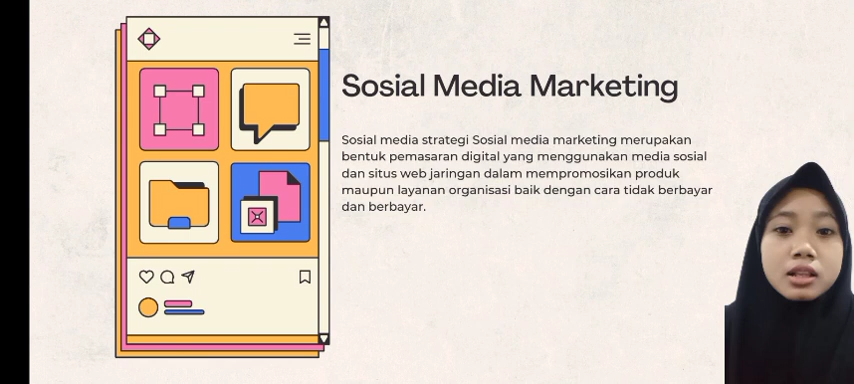 Sosial Media Marketing
Sosial media strategi Sosial media marketing merupakan
bentuk pemasaran digital yang menggunakan media sosial
dan situs web jaringan dalam mempromosikan produk
maupun layanan organisasi baik dengan cara tidak berbayar
dan berbayar.